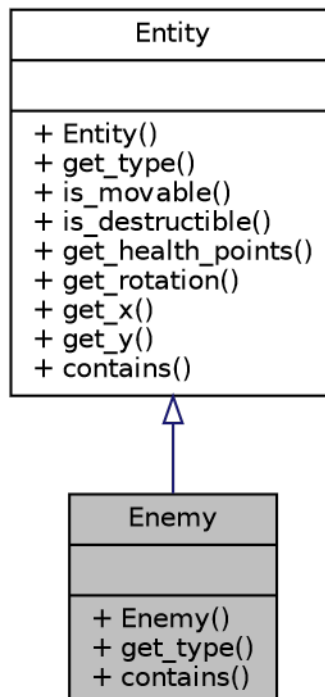 Entity
+ Entity()
+ get_type()
+ is_movable()
+ is_destructible()
+ get_health_points()
+ get_rotation()
+ get_x()
+ get_y()
+ contains()
Enemy
+ Enemy()
+ get_type()
+ contains()